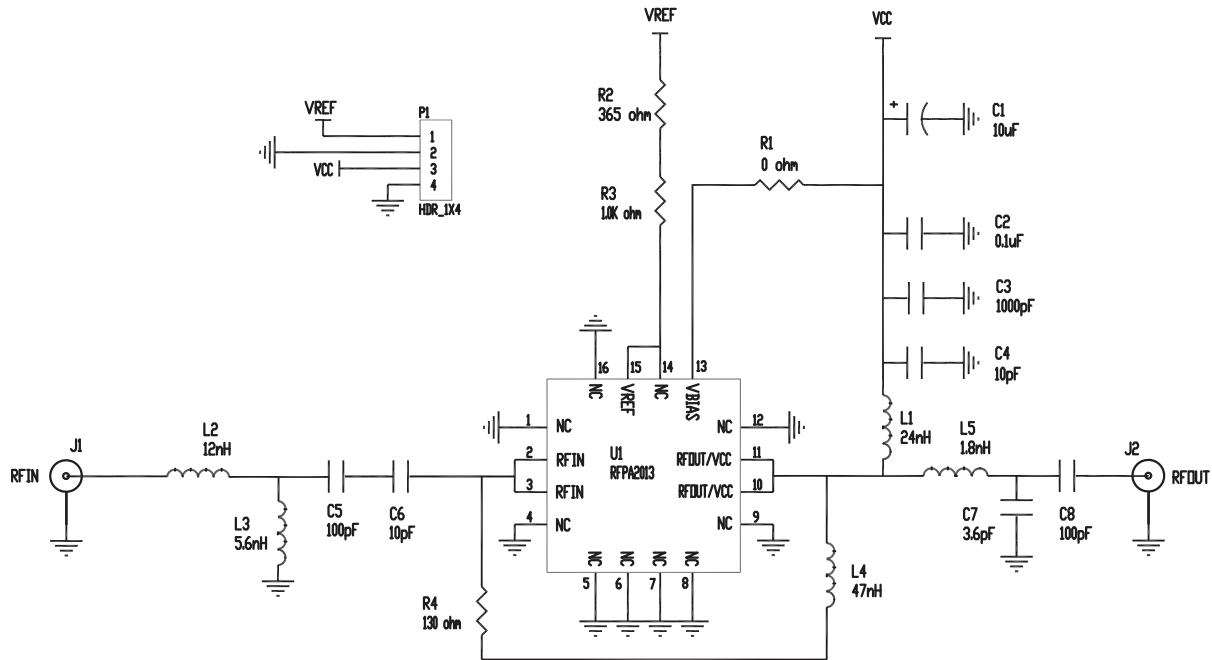 VREF
VCC
R2
365 ohm
+
C1
10uF
VREF
P1
1
2
VCC
3
4
HDR_1X4
R1
0 ohm
R3
1.0K ohm
C2
0.1uF
C3
1000pF
C4
10pF
16
15
14
13
NC
VREF
NC
VBIAS
1
NC
12
NC
L1
24nH
L5
1.8nH
J2
RFOUT
J1
RFIN
L2
12nH
2
RFIN
U1
RFPA2013
RFOUT/VCC
11
3
RFIN
RFOUT/VCC
10
L3
5.6nH
C5
100pF
C6
10pF
4
NC
NC
9
C7
3.6pF
C8
100pF
NC
NC
NC
NC
5
6
7
8
L4
47nH
R4
130 ohm